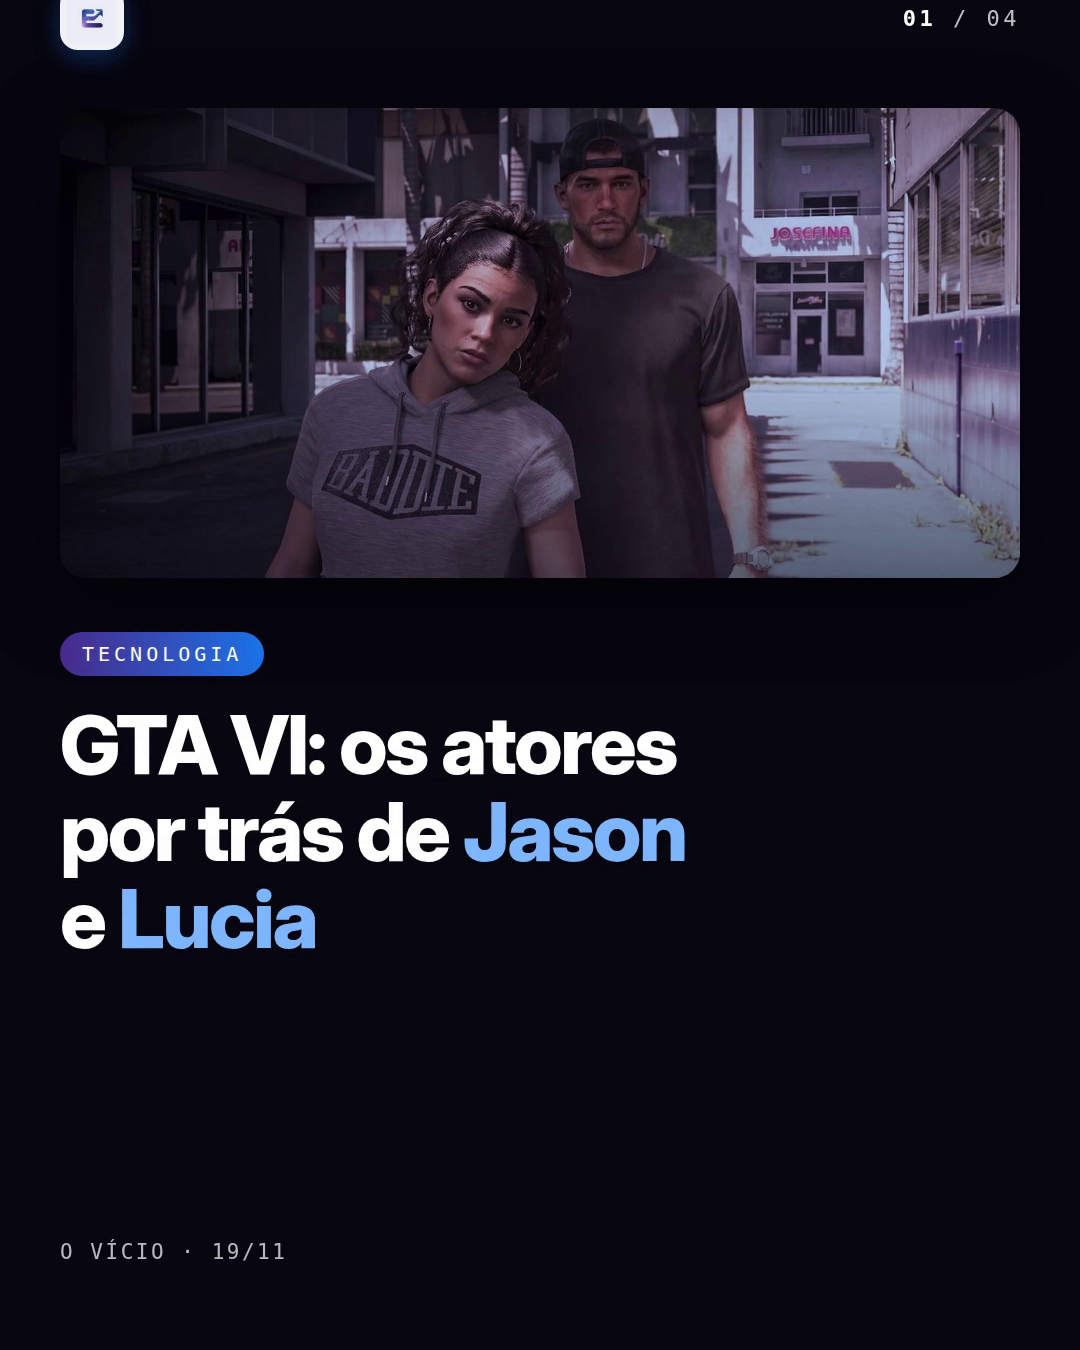 01 / 04
JOSEFINA
BADDIE
TECNOLOGIA
GTA VI: os atores
por trás de Jason
e Lucia
O VÍCIO · 19/11